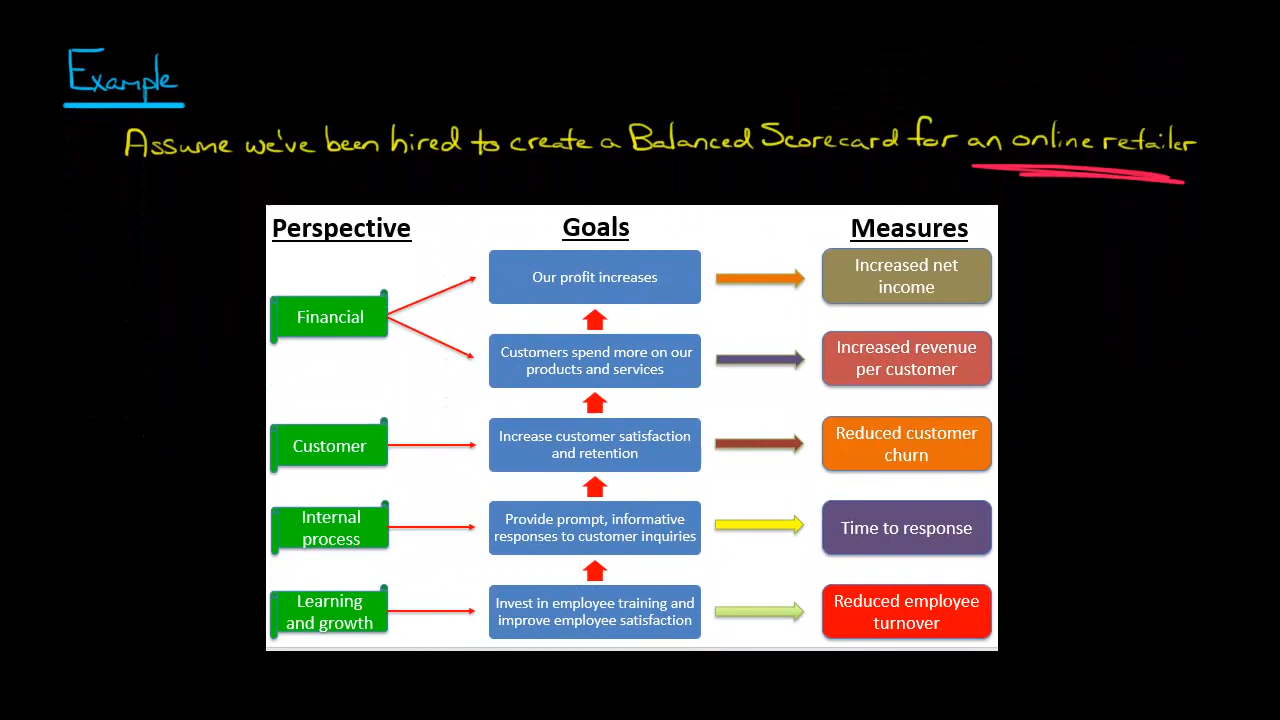 Example
Assume we've been hired to create a Balanced Scorecard for an online retailer
Perspective Goals Measures
Financial
Our profit increases
Increased net
income
Customers spend more on our
products and services
Increased revenue
per customer
Customer
Increase customer satisfaction
and retention
Reduced customer
churn
Internal
process
Provide prompt, informative
responses to customer inquiries
Time to response
Learning
and growth
Invest in employee training and
improve employee satisfaction
Reduced employee
turnover